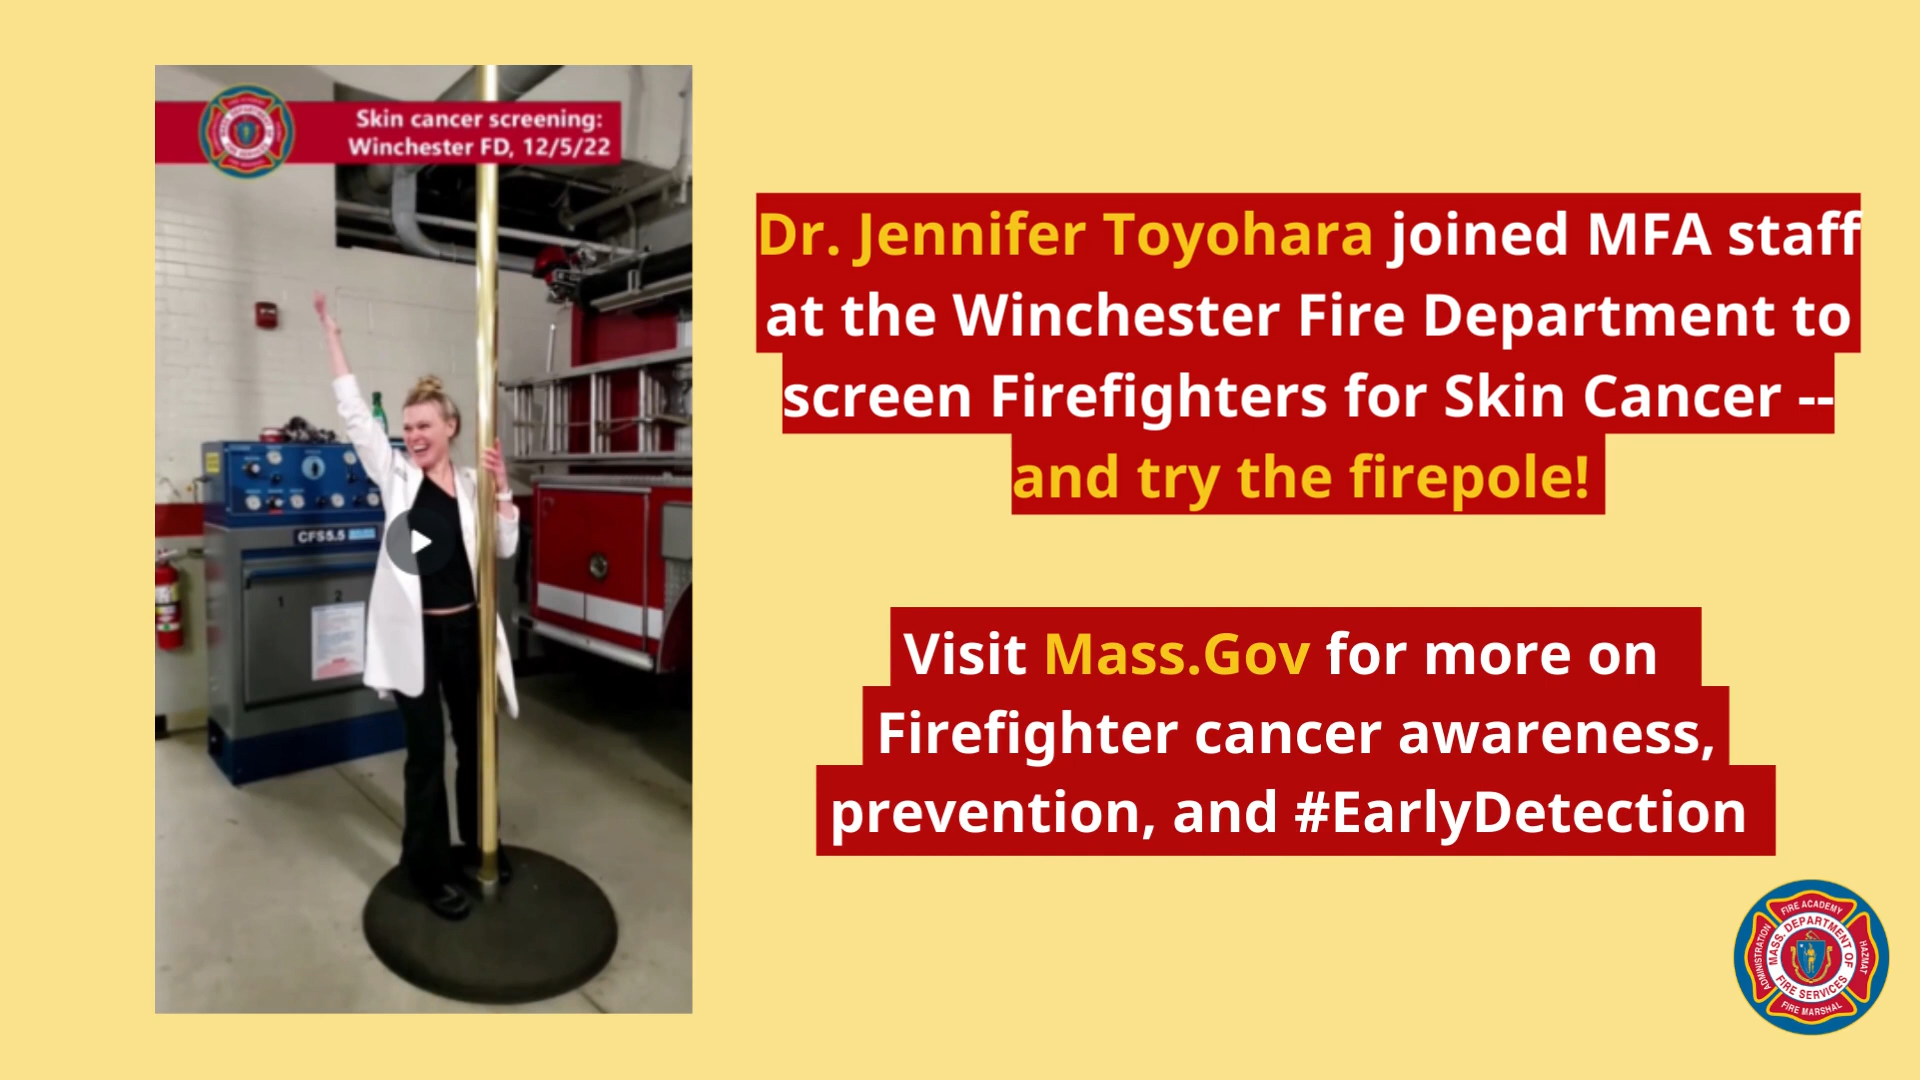 Skin cancer screening:
Winchester FD, 12/5/22
Dr. Jennifer Toyohara joined MFA staff
at the Winchester Fire Department to
screen Firefighters for Skin Cancer --
and try the firepole!
Visit Mass.Gov for more on
Firefighter cancer awareness,
prevention, and #EarlyDetection
CFS5.5
1
2
FIRE ACADEMY
ADMINISTRATION
MASS. DEPARTMENT OF
FIRE SERVICES
HAZMAT
FIRE MARSHAL